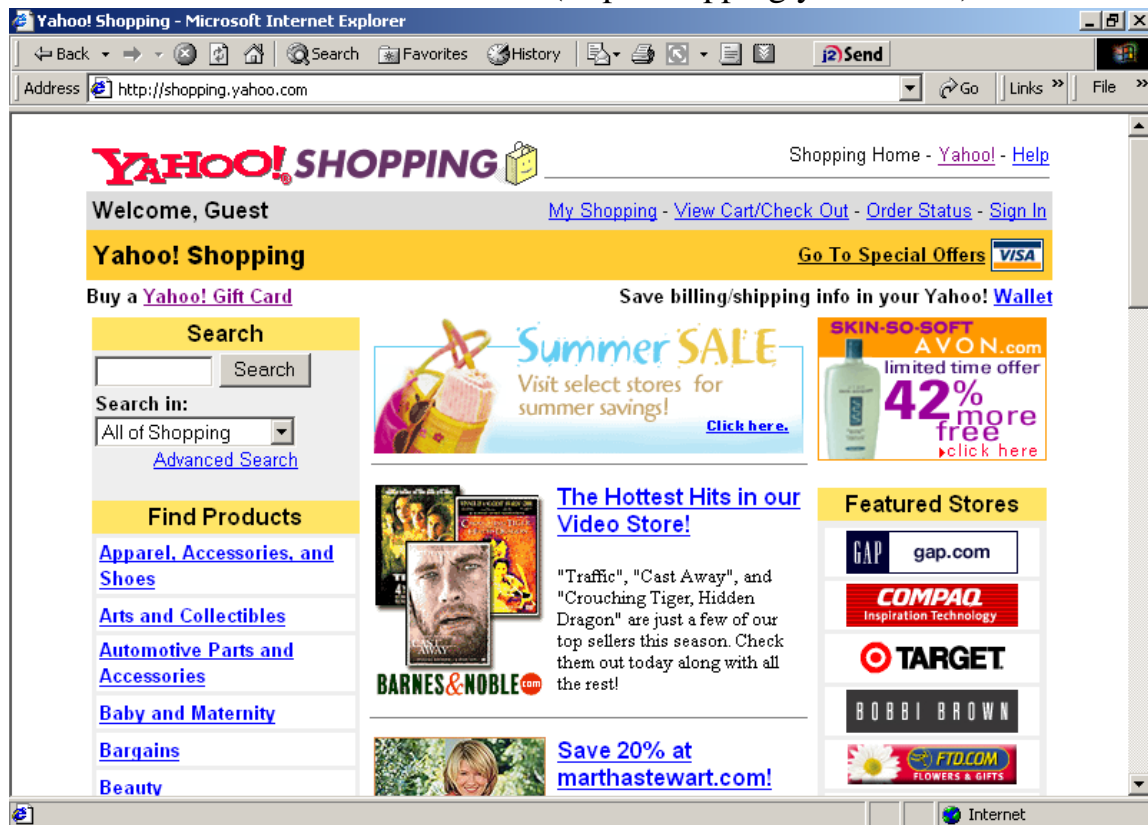 Yahoo! Shopping - Microsoft Internet Explorer
Back
Search
Favorites
History
j2 Send
Address
http://shopping.yahoo.com
Go
Links »
File »
YAHOO! SHOPPING
Shopping Home - Yahoo! - Help
Welcome, Guest
My Shopping - View Cart/Check Out - Order Status - Sign In
Yahoo! Shopping
Go To Special Offers VISA
Buy a Yahoo! Gift Card
Save billing/shipping info in your Yahoo! Wallet
Search
Search
Search in:
All of Shopping
Advanced Search
Find Products
Apparel, Accessories, and
Shoes
Arts and Collectibles
Automotive Parts and
Accessories
Baby and Maternity
Bargains
Beauty
Summer SALE
Visit select stores for
summer savings!
Click here.
The Hottest Hits in our
Video Store!
"Traffic", "Cast Away", and
"Crouching Tiger, Hidden
Dragon" are just a few of our
top sellers this season. Check
them out today along with all
the rest!
CAST AWAY
BARNES&NOBLE.com
Save 20% at
marthastewart.com!
SKIN-SO-SOFT
AVON.com
limited time offer
42%
more
free
click here
Featured Stores
GAP gap.com
COMPAQ
Inspiration Technology
TARGET
BOBBI BROWN
FTD.COM
FLOWERS & GIFTS
Internet